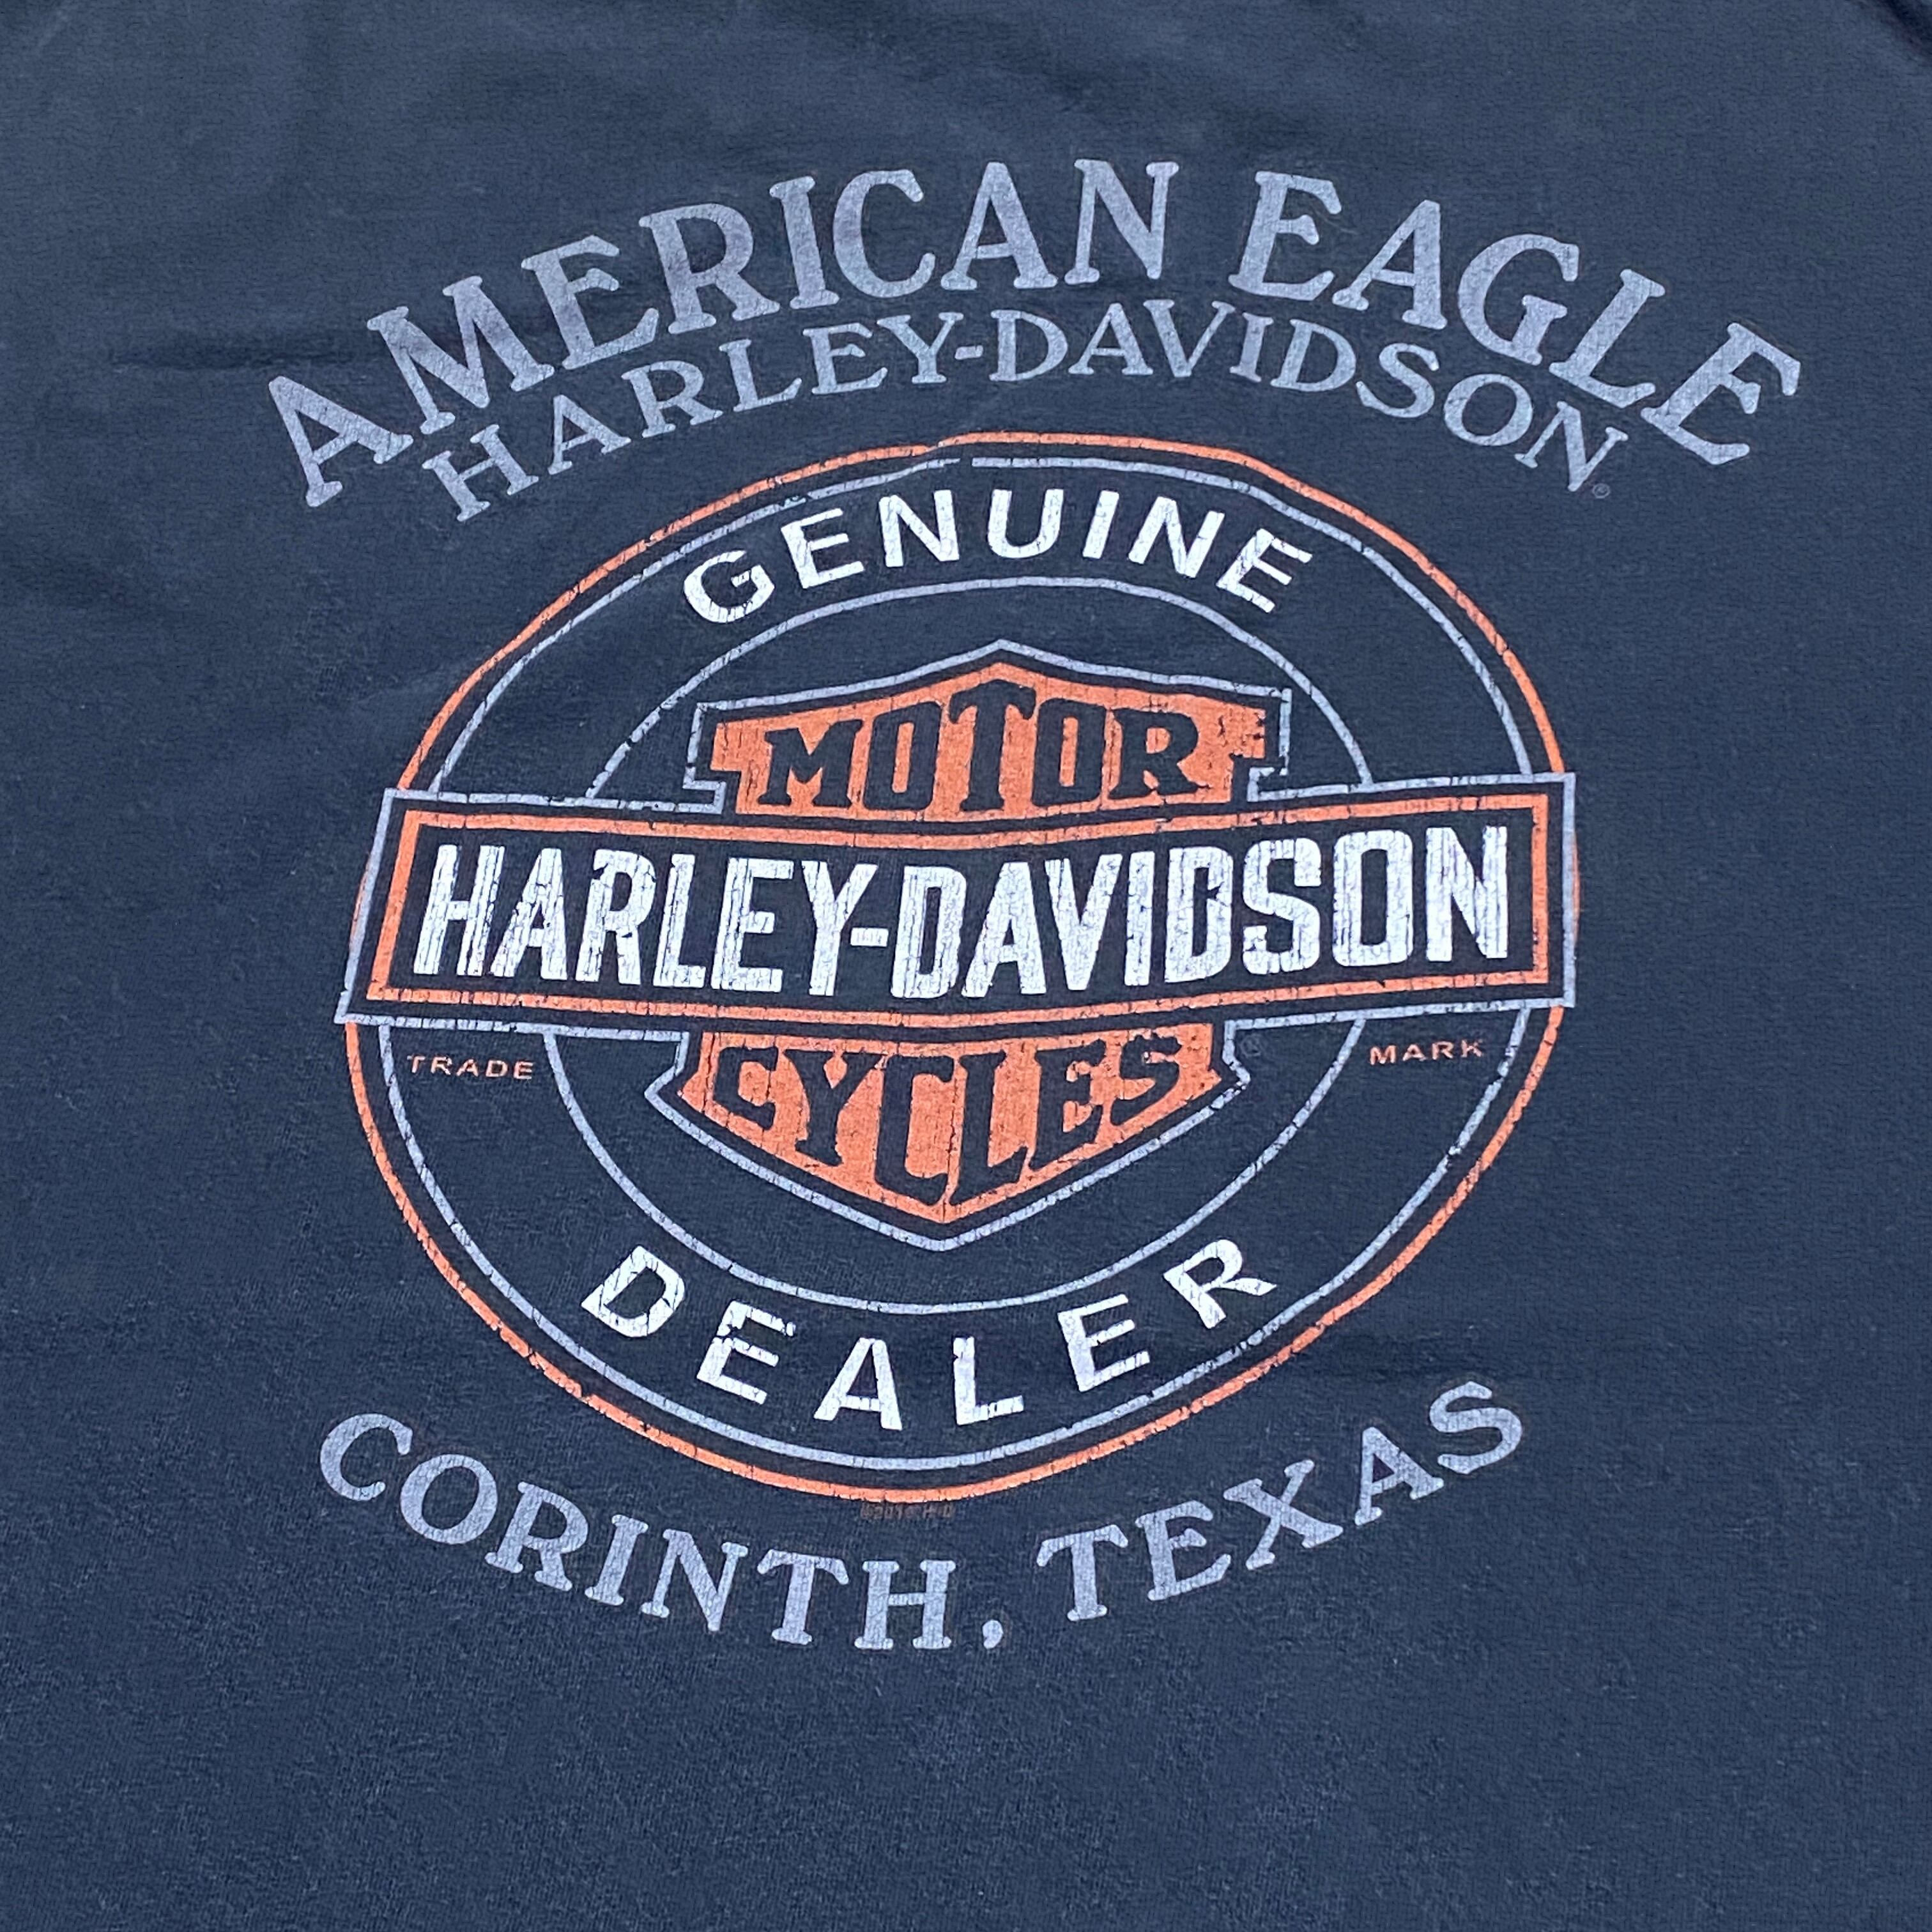 AMERICAN EAGLE
HARLEY-DAVIDSON®
GENUINE
MOTOR
HARLEY-DAVIDSON
CYCLES
TRADE MARK
DEALER
CORINTH, TEXAS